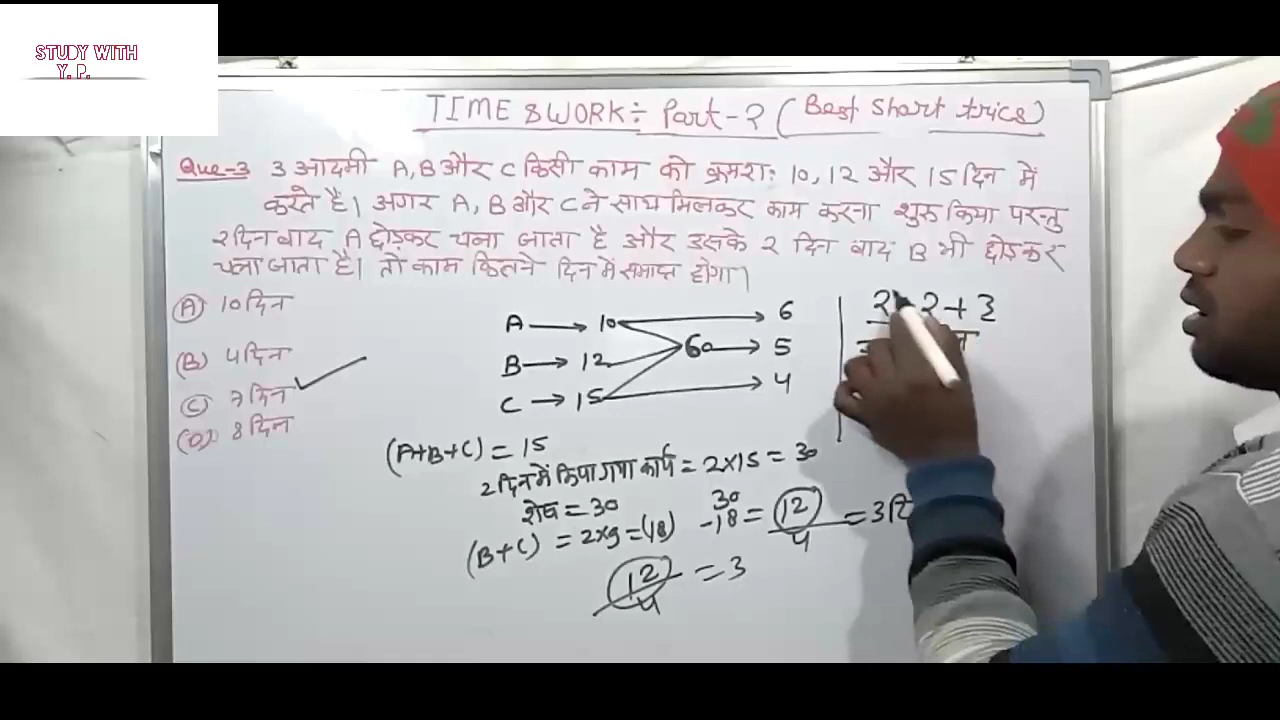 STUDY WITH
Y. P.
TIME & WORK ÷ Part-2 (Best Short trics)
Que-3 3 आदमी A, B और C किसी काम को क्रमशः 10, 12 और 15 दिन में
करते हैं। अगर A, B और C ने साथ मिलकर काम करना शुरू किया परन्तु
2 दिन बाद A छोड़कर चला जाता है और उसके 2 दिन बाद B भी छोड़कर
चला जाता है। तो काम कितने दिन में समाप्त होगा।
(A) 10 दिन
(B) 4 दिन
(C) 7 दिन
(D) 8 दिन
A → 10 → 6
B → 12 60 → 5
C → 15 → 4
2 2 + 3
(A+B+C) = 15
2 दिन में किया गया कार्य = 2×15 = 30
शेष = 30
(B+C) = 2×9 = (18) 30 -18 = 12/4 = 3 दि
12/4 = 3